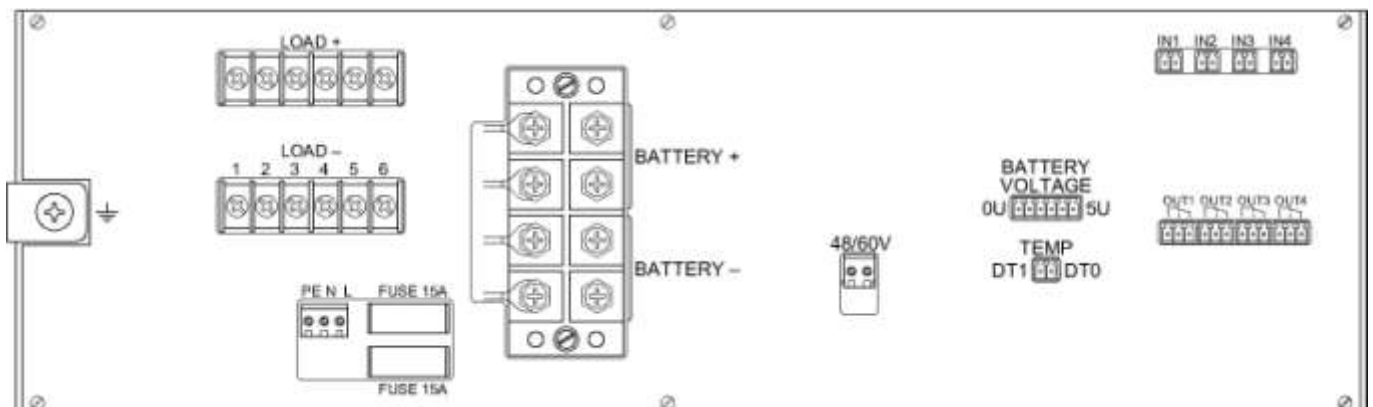 LOAD +
IN1 IN2 IN3 IN4
LOAD –
1 2 3 4 5 6
BATTERY +
BATTERY
VOLTAGE
0U 5U
OUT1 OUT2 OUT3 OUT4
48/60V
TEMP
DT1 DT0
BATTERY –
PE N L FUSE 15A
FUSE 15A